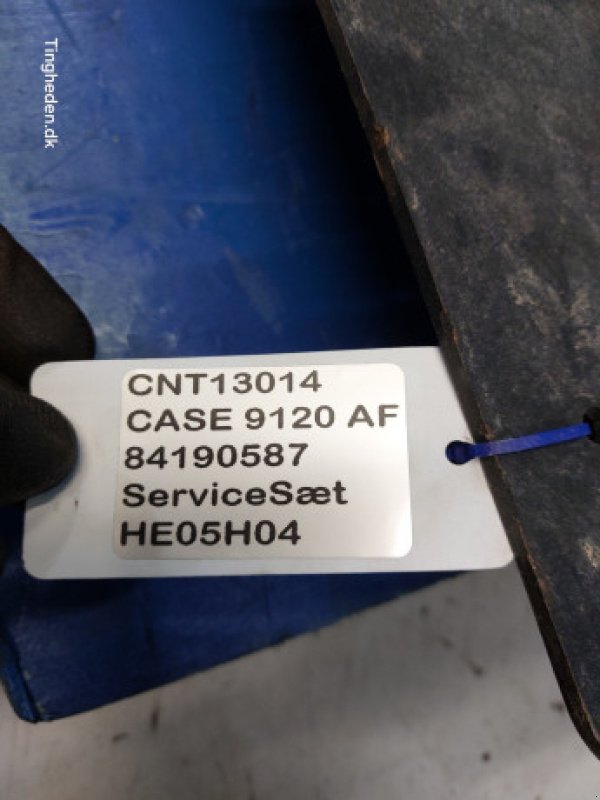 Tingheden.dk
CNT13014
CASE 9120 AF
84190587
ServiceSæt
HE05H04